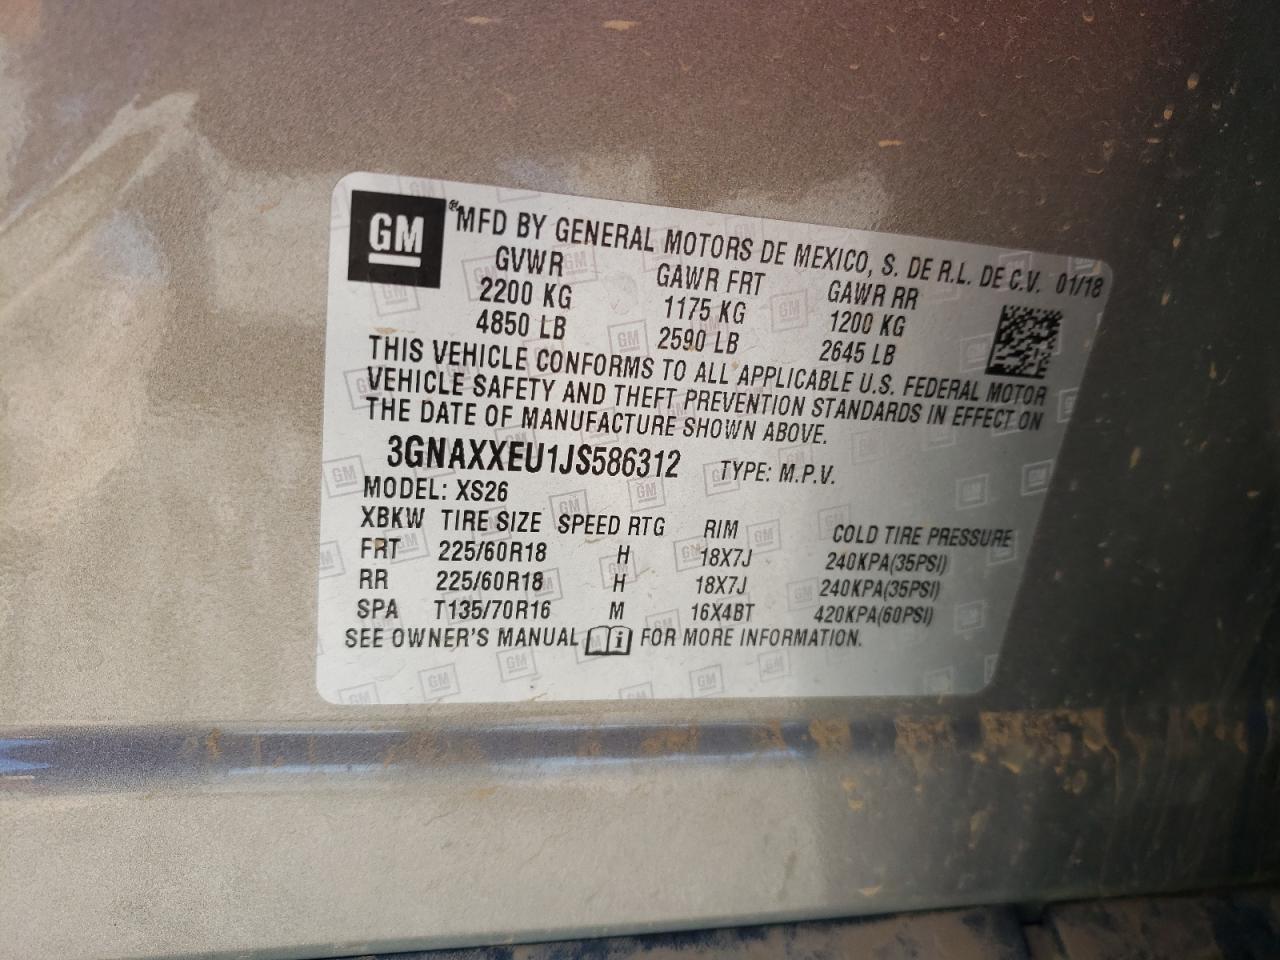 GM ® MFD BY GENERAL MOTORS DE MEXICO, S. DE R.L. DE C.V. 01/18
GVWR GAWR FRT GAWR RR
2200 KG 1175 KG 1200 KG
4850 LB 2590 LB 2645 LB
THIS VEHICLE CONFORMS TO ALL APPLICABLE U.S. FEDERAL MOTOR
VEHICLE SAFETY AND THEFT PREVENTION STANDARDS IN EFFECT ON
THE DATE OF MANUFACTURE SHOWN ABOVE.
3GNAXXEU1JS586312 TYPE: M.P.V.
MODEL: XS26
XBKW TIRE SIZE SPEED RTG RIM COLD TIRE PRESSURE
FRT 225/60R18 H 18X7J 240KPA(35PSI)
RR 225/60R18 H 18X7J 240KPA(35PSI)
SPA T135/70R16 M 16X4BT 420KPA(60PSI)
SEE OWNER'S MANUAL i FOR MORE INFORMATION.